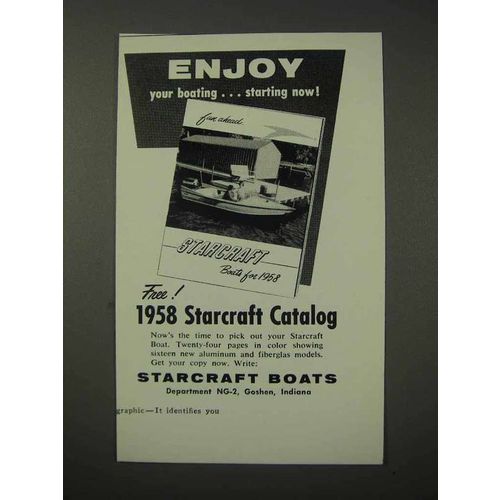 ENJOY
your boating . . . starting now!
fun ahead
STARCRAFT
Boats for 1958
Free!
1958 Starcraft Catalog
Now's the time to pick out your Starcraft
Boat. Twenty-four pages in color showing
sixteen new aluminum and fiberglas models.
Get your copy now. Write:
STARCRAFT BOATS
Department NG-2, Goshen, Indiana
graphic—It identifies you